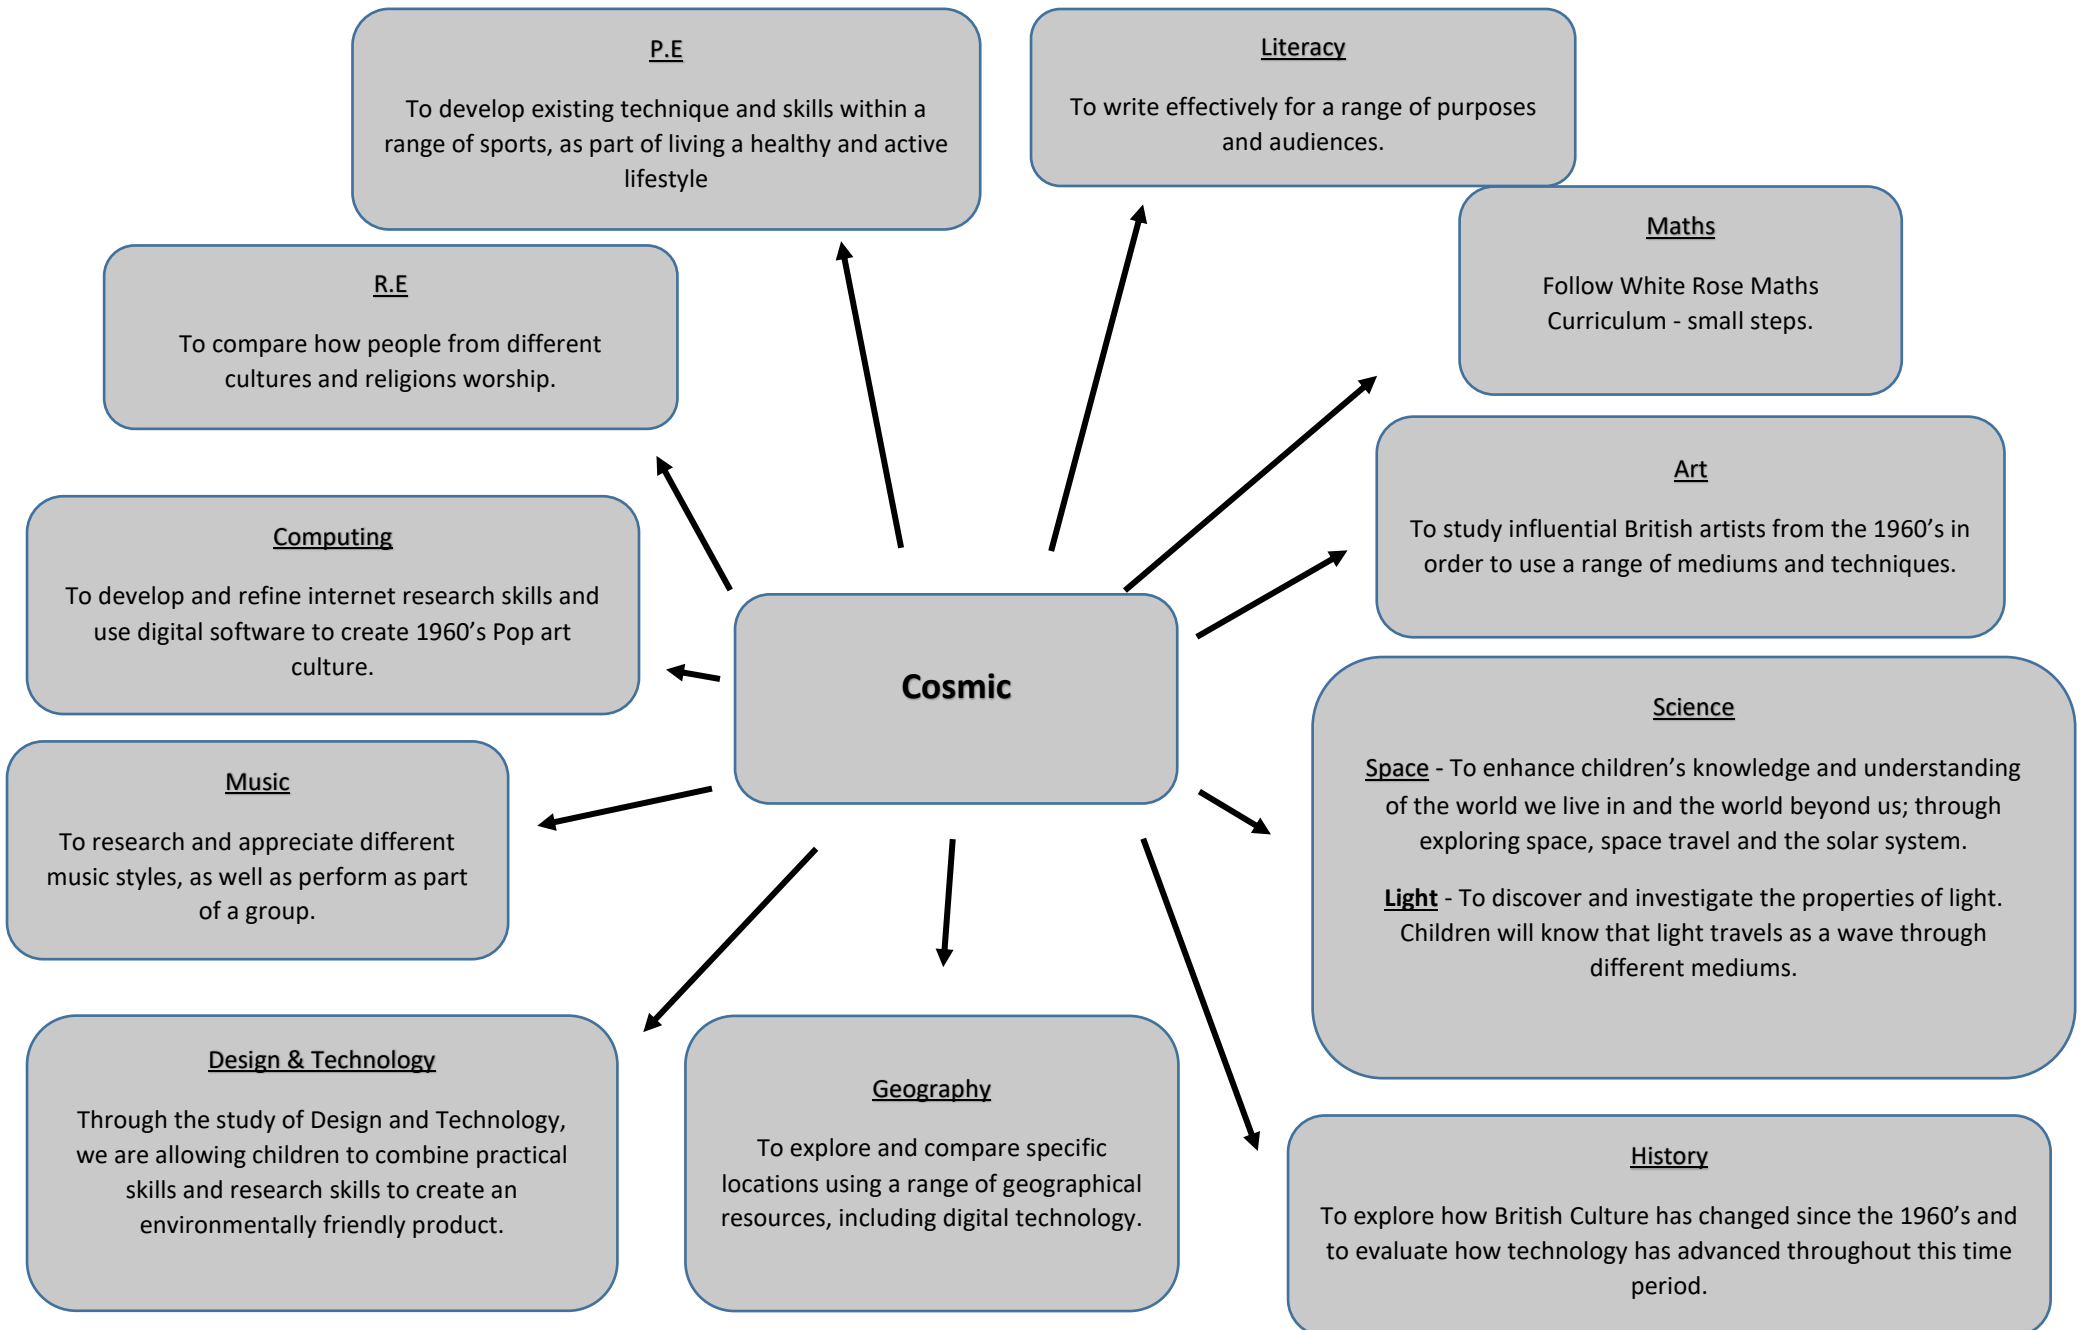 P.E
To develop existing technique and skills within a
range of sports, as part of living a healthy and active
lifestyle
Literacy
To write effectively for a range of purposes
and audiences.
Maths
Follow White Rose Maths
Curriculum - small steps.
R.E
To compare how people from different
cultures and religions worship.
Art
To study influential British artists from the 1960’s in
order to use a range of mediums and techniques.
Computing
To develop and refine internet research skills and
use digital software to create 1960’s Pop art
culture.
Cosmic
Science
Space - To enhance children’s knowledge and understanding
of the world we live in and the world beyond us; through
exploring space, space travel and the solar system.
Light - To discover and investigate the properties of light.
Children will know that light travels as a wave through
different mediums.
Music
To research and appreciate different
music styles, as well as perform as part
of a group.
Design & Technology
Through the study of Design and Technology,
we are allowing children to combine practical
skills and research skills to create an
environmentally friendly product.
Geography
To explore and compare specific
locations using a range of geographical
resources, including digital technology.
History
To explore how British Culture has changed since the 1960’s and
to evaluate how technology has advanced throughout this time
period.